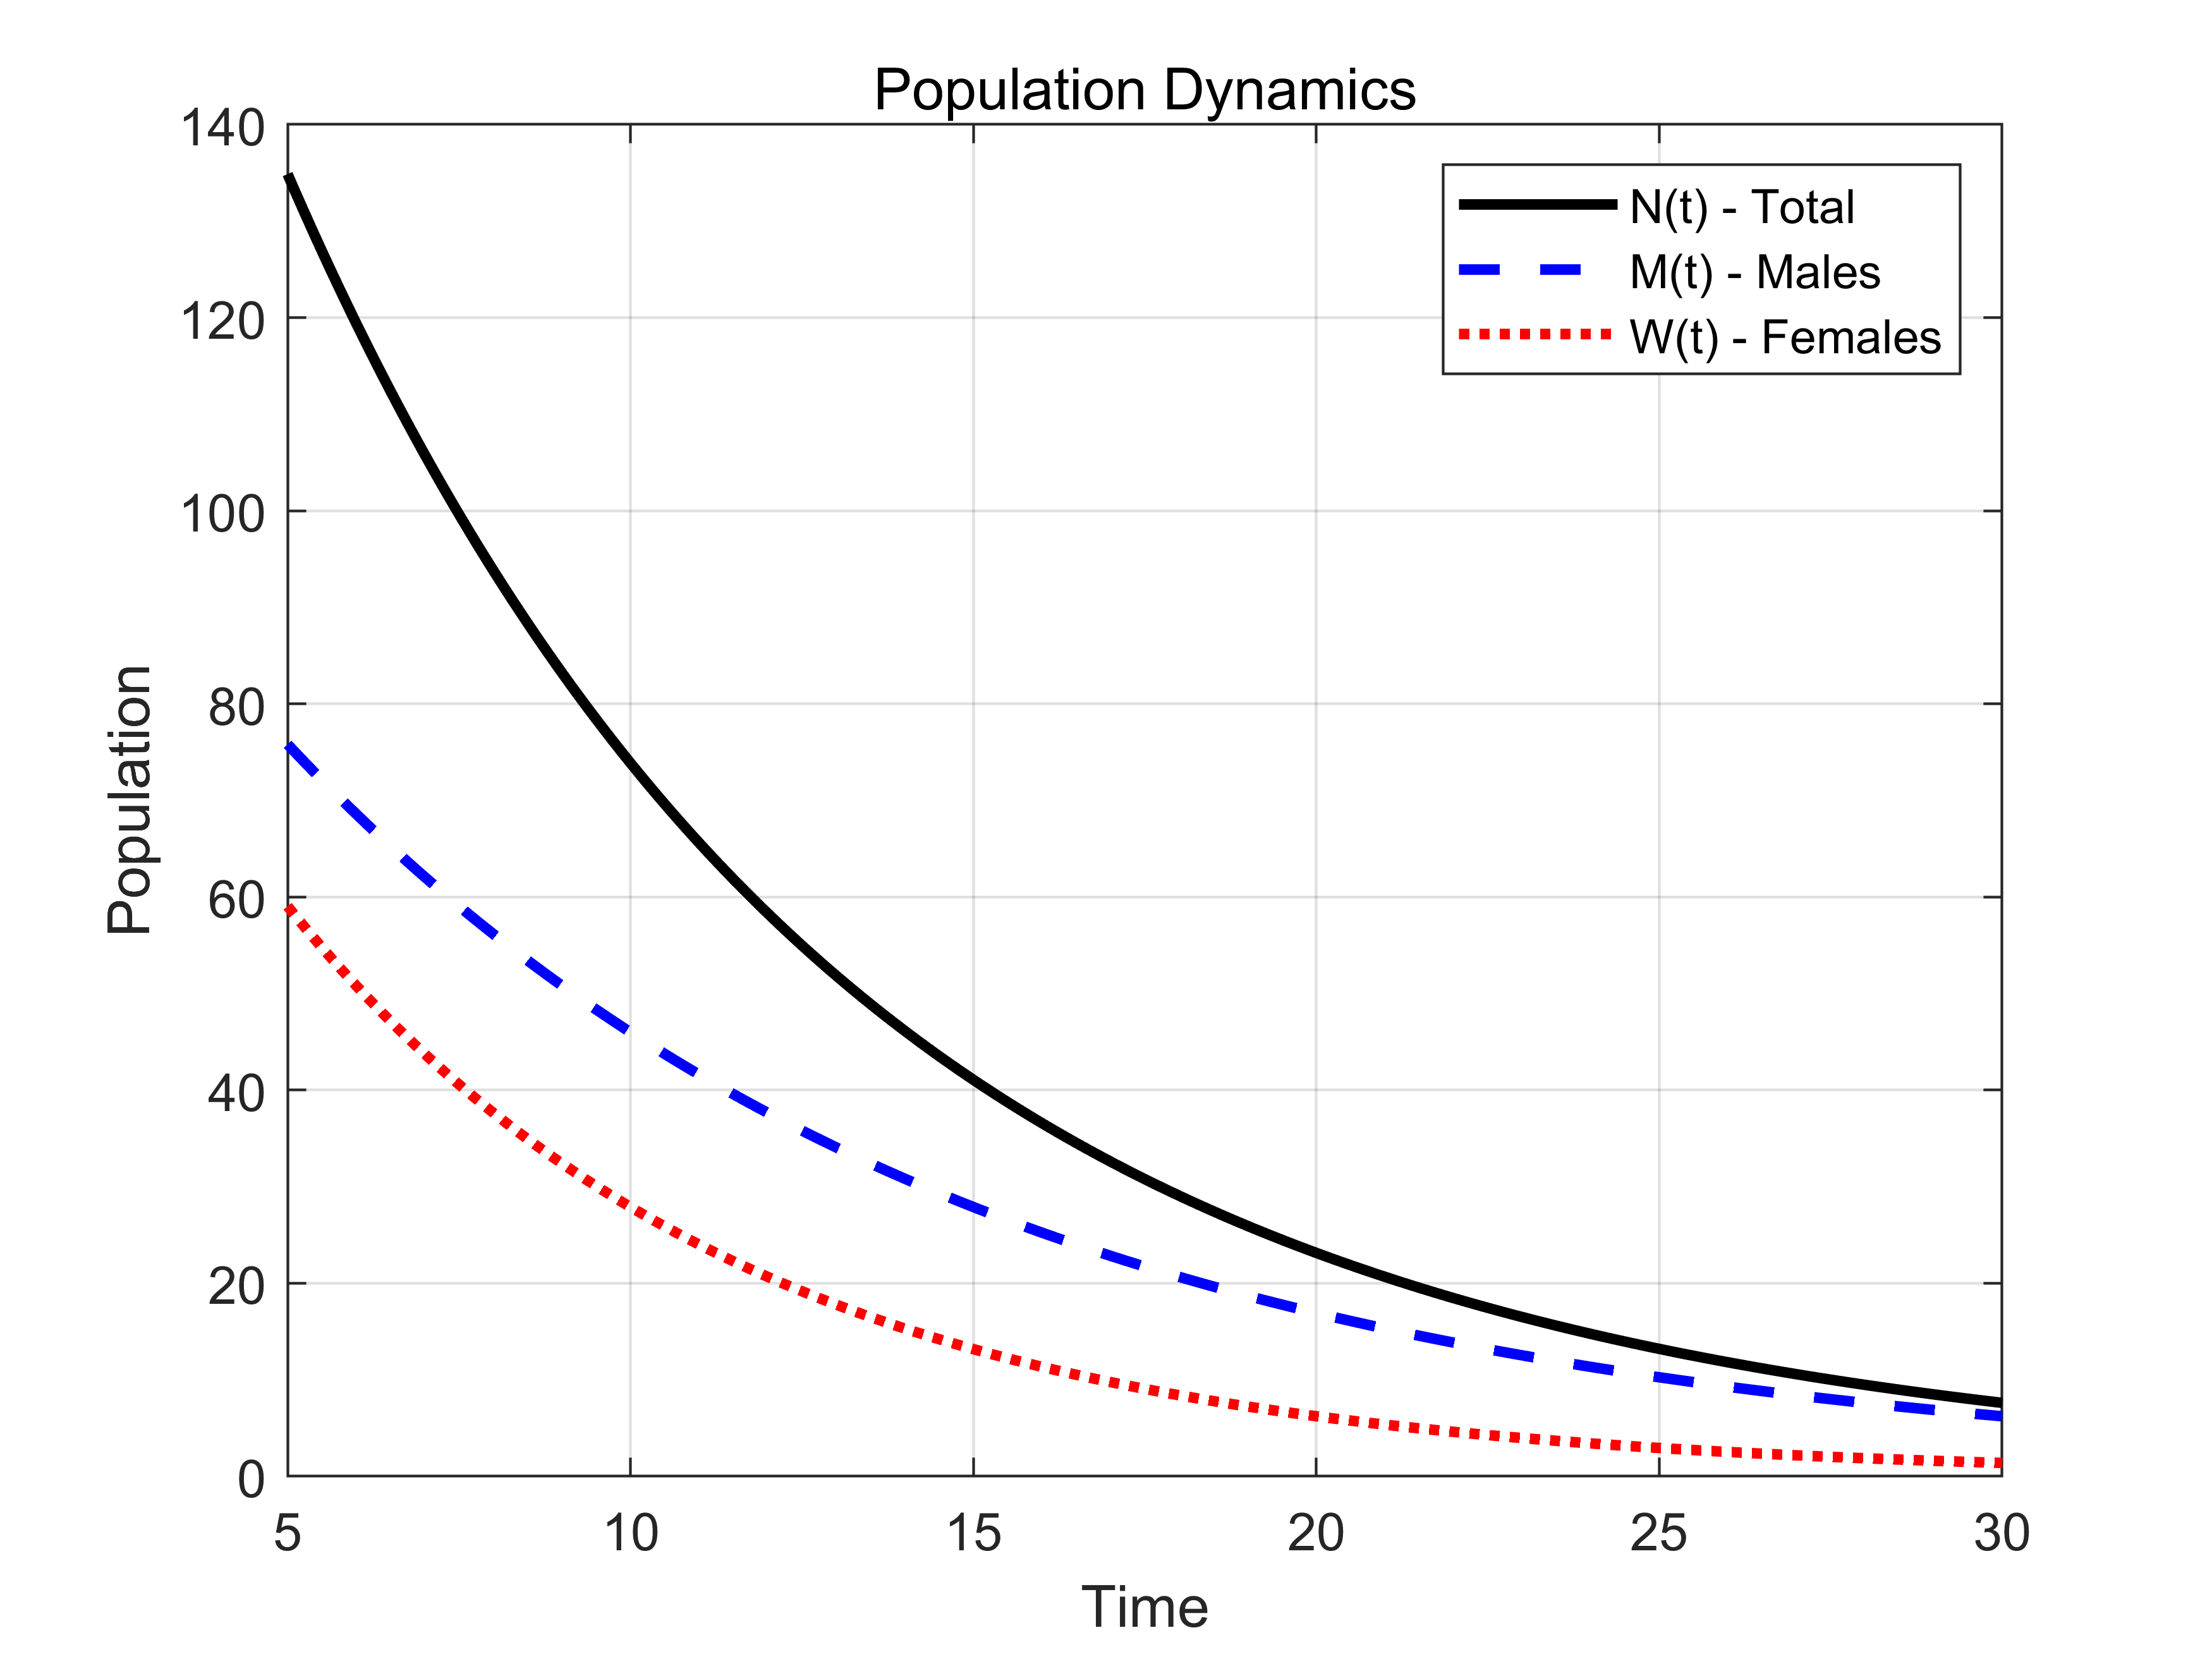 Population Dynamics
140
120
100
80
60
40
20
0
5
10
15
20
25
30
Population
Time
N(t) - Total
M(t) - Males
W(t) - Females